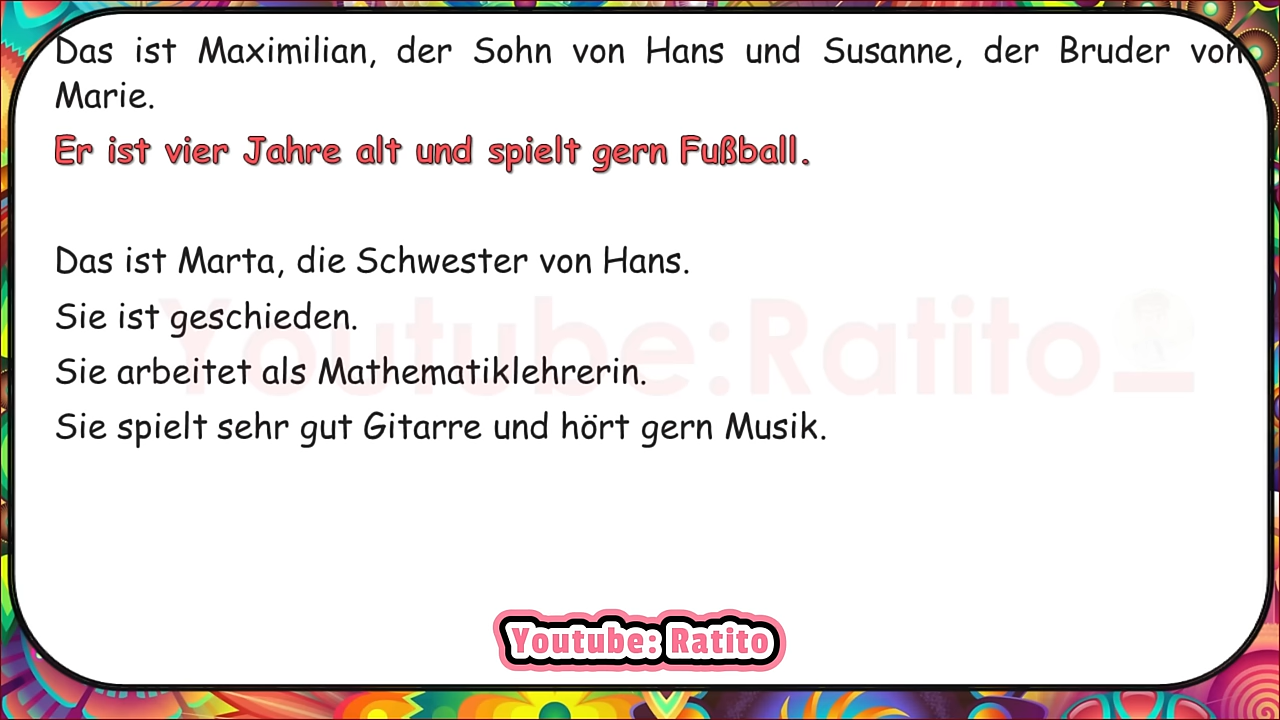 Das ist Maximilian, der Sohn von Hans und Susanne, der Bruder von
Marie.
Er ist vier Jahre alt und spielt gern Fußball.
Das ist Marta, die Schwester von Hans.
Sie ist geschieden.
Youtube:Ratito
Sie arbeitet als Mathematiklehrerin.
Sie spielt sehr gut Gitarre und hört gern Musik.
Youtube: Ratito